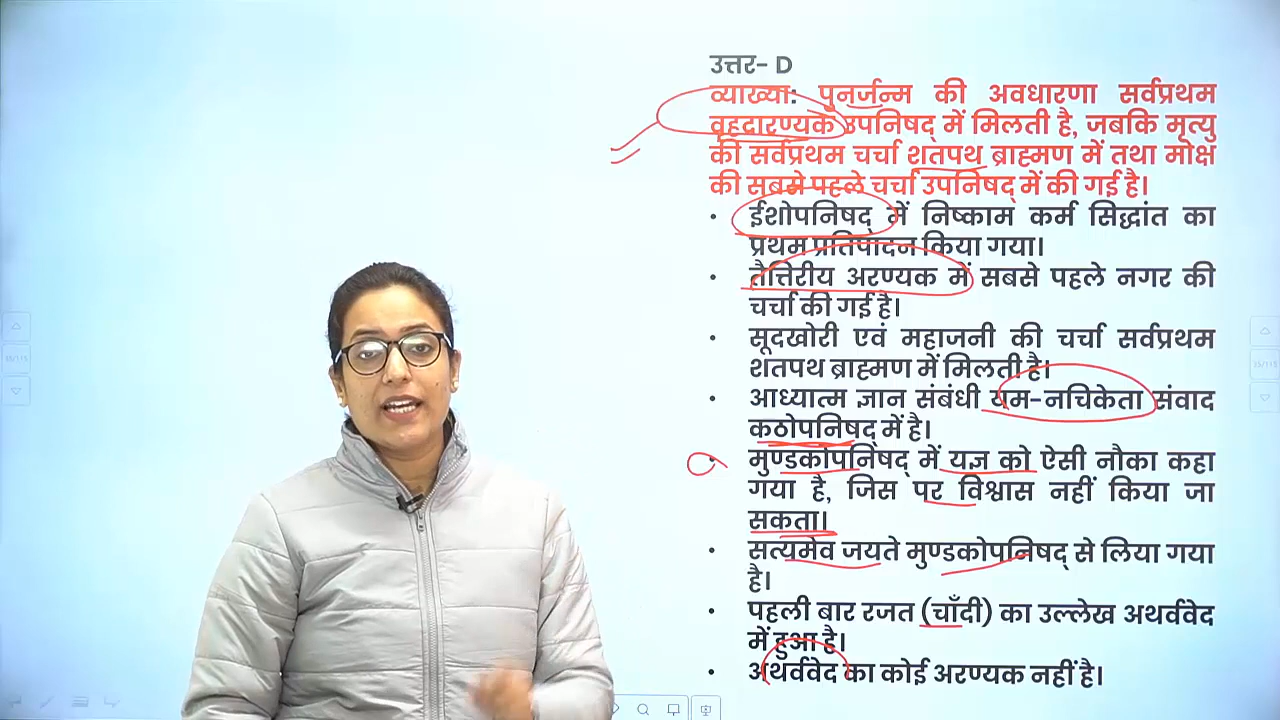 उत्तर- D
व्याख्या: पुनर्जन्म की अवधारणा सर्वप्रथम
वृहदारण्यक उपनिषद् में मिलती है, जबकि मृत्यु
की सर्वप्रथम चर्चा शतपथ ब्राह्मण में तथा मोक्ष
की सबमे पहले चर्चा उपनिषद् में की गई है।
• ईशोपनिषद् में निष्काम कर्म सिद्धांत का
प्रथम प्रतिपादन किया गया।
• तैत्तिरीय अरण्यक में सबसे पहले नगर की
चर्चा की गई है।
• सूदखोरी एवं महाजनी की चर्चा सर्वप्रथम
शतपथ ब्राह्मण में मिलती है।
• आध्यात्म ज्ञान संबंधी यम-नचिकेता संवाद
कठोपनिषद् में है।
• मुण्डकोपनिषद् में यज्ञ को ऐसी नौका कहा
गया है, जिस पर विश्वास नहीं किया जा
सकता।
• सत्यमेव जयते मुण्डकोपनिषद् से लिया गया
है।
• पहली बार रजत (चाँदी) का उल्लेख अथर्ववेद
में हुआ है।
• अथर्ववेद का कोई अरण्यक नहीं है।